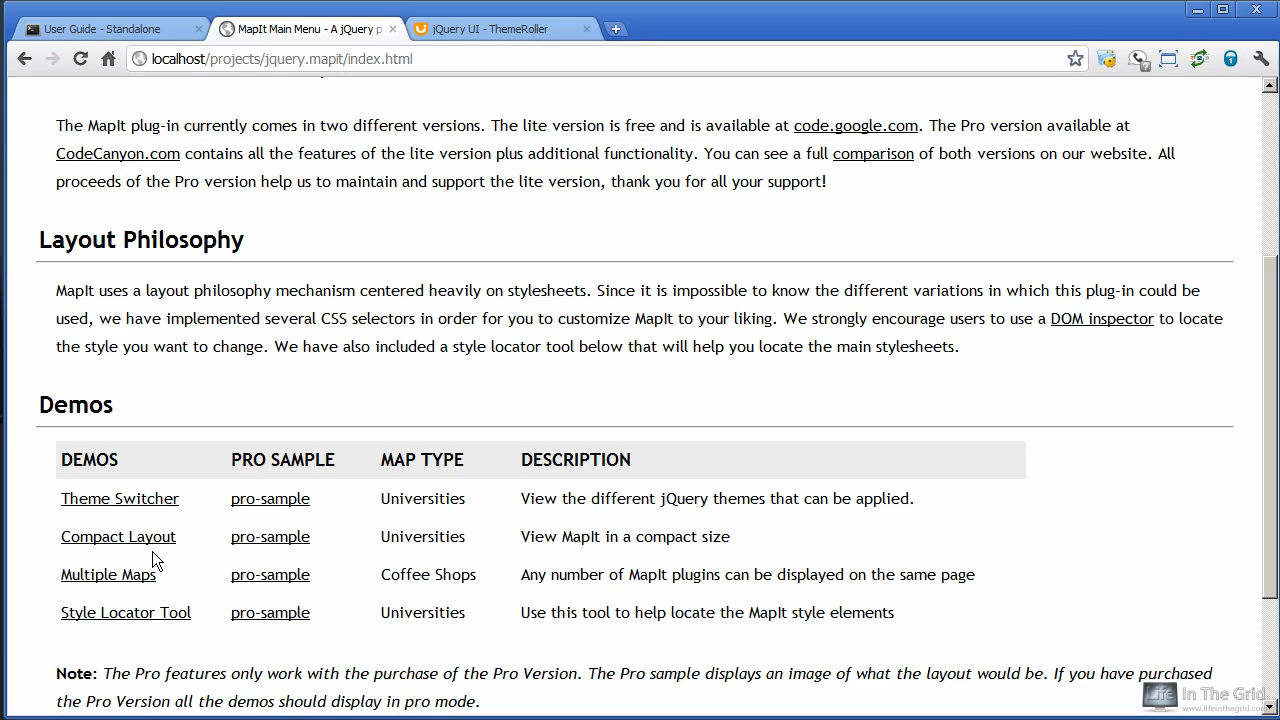 User Guide - Standalone
MapIt Main Menu - A jQuery p
jQuery UI - ThemeRoller
localhost/projects/jquery.mapit/index.html
The MapIt plug-in currently comes in two different versions. The lite version is free and is available at code.google.com. The Pro version available at
CodeCanyon.com contains all the features of the lite version plus additional functionality. You can see a full comparison of both versions on our website. All
proceeds of the Pro version help us to maintain and support the lite version, thank you for all your support!
Layout Philosophy
MapIt uses a layout philosophy mechanism centered heavily on stylesheets. Since it is impossible to know the different variations in which this plug-in could be
used, we have implemented several CSS selectors in order for you to customize MapIt to your liking. We strongly encourage users to use a DOM inspector to locate
the style you want to change. We have also included a style locator tool below that will help you locate the main stylesheets.
Demos
DEMOS PRO SAMPLE MAP TYPE DESCRIPTION
Theme Switcher pro-sample Universities View the different jQuery themes that can be applied.
Compact Layout pro-sample Universities View MapIt in a compact size
Multiple Maps pro-sample Coffee Shops Any number of MapIt plugins can be displayed on the same page
Style Locator Tool pro-sample Universities Use this tool to help locate the MapIt style elements
Note: The Pro features only work with the purchase of the Pro Version. The Pro sample displays an image of what the layout would be. If you have purchased
the Pro Version all the demos should display in pro mode.
Life In The Grid
www.lifeinthegrid.com